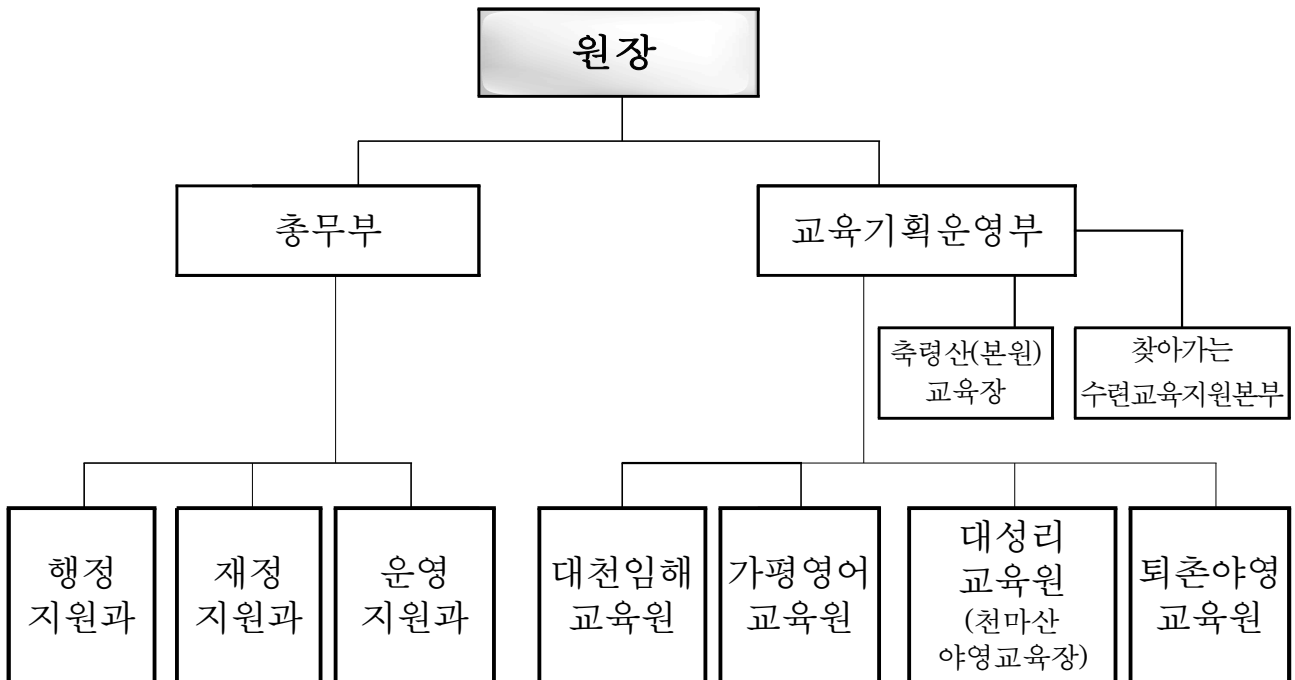 원장
총무부
교육기획운영부
축령산(본원)
교육장
찾아가는
수련교육지원본부
행정
지원과
재정
지원과
운영
지원과
대천임해
교육원
가평영어
교육원
대성리
교육원
(천마산
야영교육장)
퇴촌야영
교육원